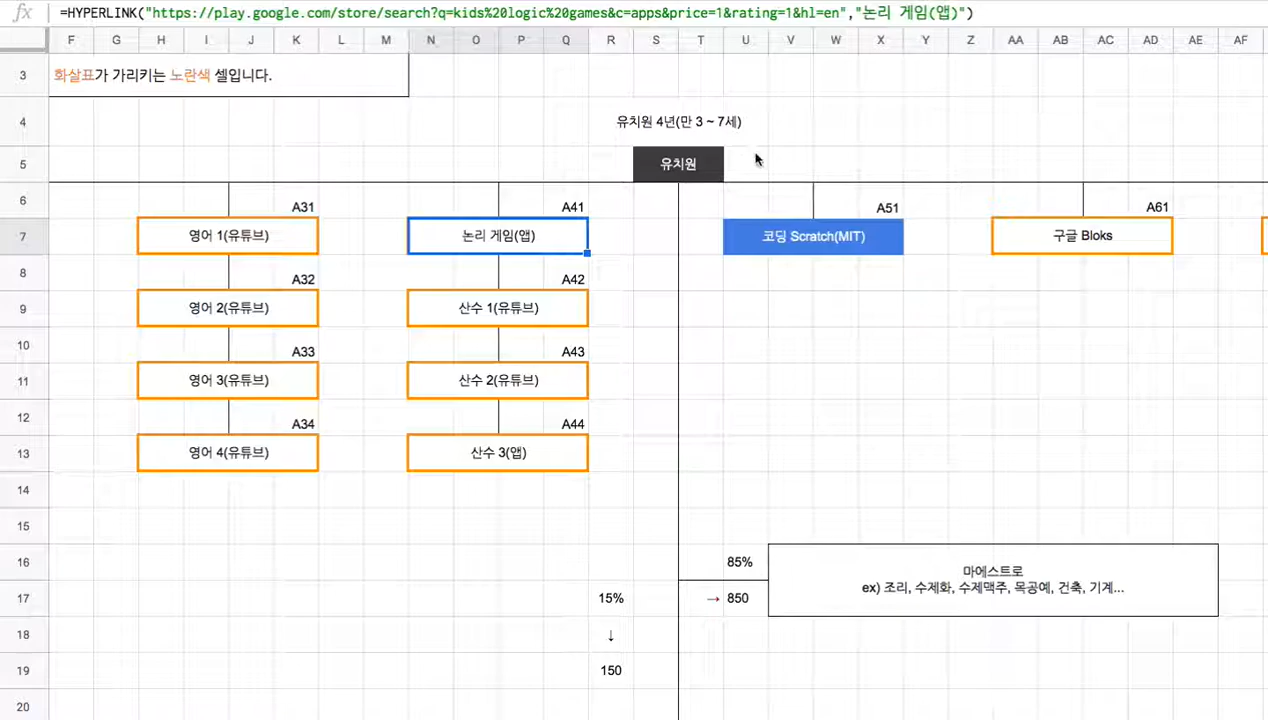 fx =HYPERLINK("https://play.google.com/store/search?q=kids%20logic%20games&c=apps&price=1&rating=1&hl=en","논리 게임(앱)")
F G H I J K L M N O P Q R S T U V W X Y Z AA AB AC AD AE AF
3 화살표가 가리키는 노란색 셀입니다.
4 유치원 4년(만 3 ~ 7세)
5 유치원
6 A31 A41 A51 A61
7 영어 1(유튜브) 논리 게임(앱) 코딩 Scratch(MIT) 구글 Bloks
8 A32 A42
9 영어 2(유튜브) 산수 1(유튜브)
10 A33 A43
11 영어 3(유튜브) 산수 2(유튜브)
12 A34 A44
13 영어 4(유튜브) 산수 3(앱)
14
15
16 85% 마에스트로
ex) 조리, 수제화, 수제맥주, 목공예, 건축, 기계...
17 15% → 850
18 ↓
19 150
20